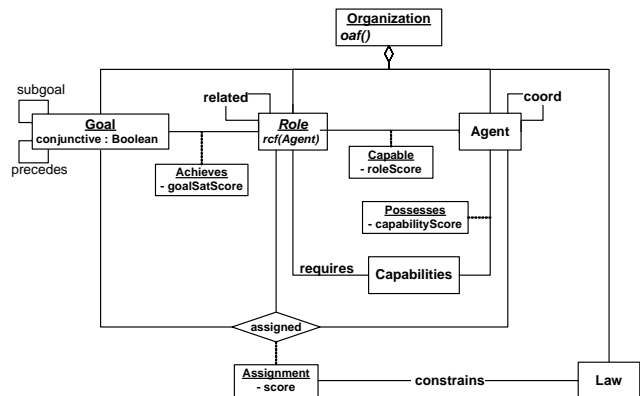 Organization
oaf()
subgoal
related
coord
Goal
conjunctive : Boolean
Role
rcf(Agent)
Agent
precedes
Achieves
- goalSatScore
Capable
- roleScore
Possesses
- capabilityScore
requires
Capabilities
assigned
Assignment
- score
constrains
Law